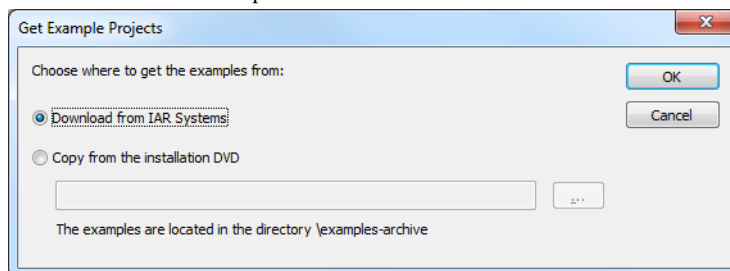 Get Example Projects
Choose where to get the examples from:
OK
Download from IAR Systems
Cancel
Copy from the installation DVD
...
The examples are located in the directory \examples-archive